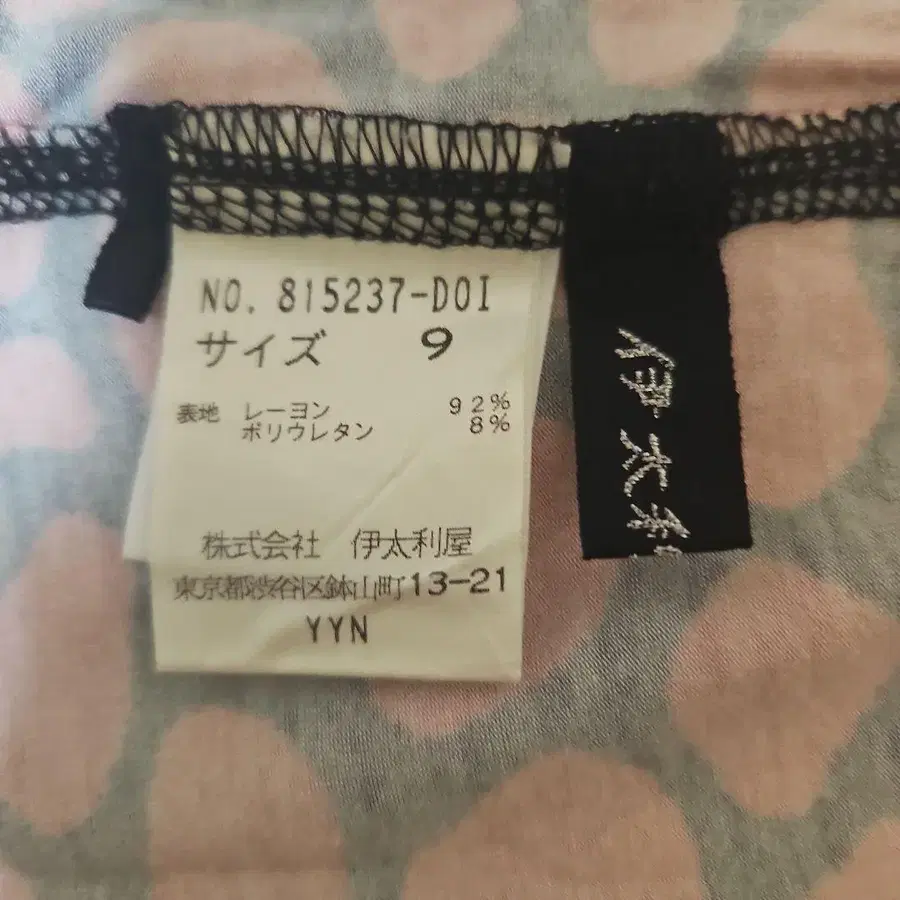 NO. 815237-DOI
サイズ 9
表地 レーヨン 92%
ポリウレタン 8%
株式会社 伊太利屋
東京都渋谷区鉢山町13-21
YYN
伊太利